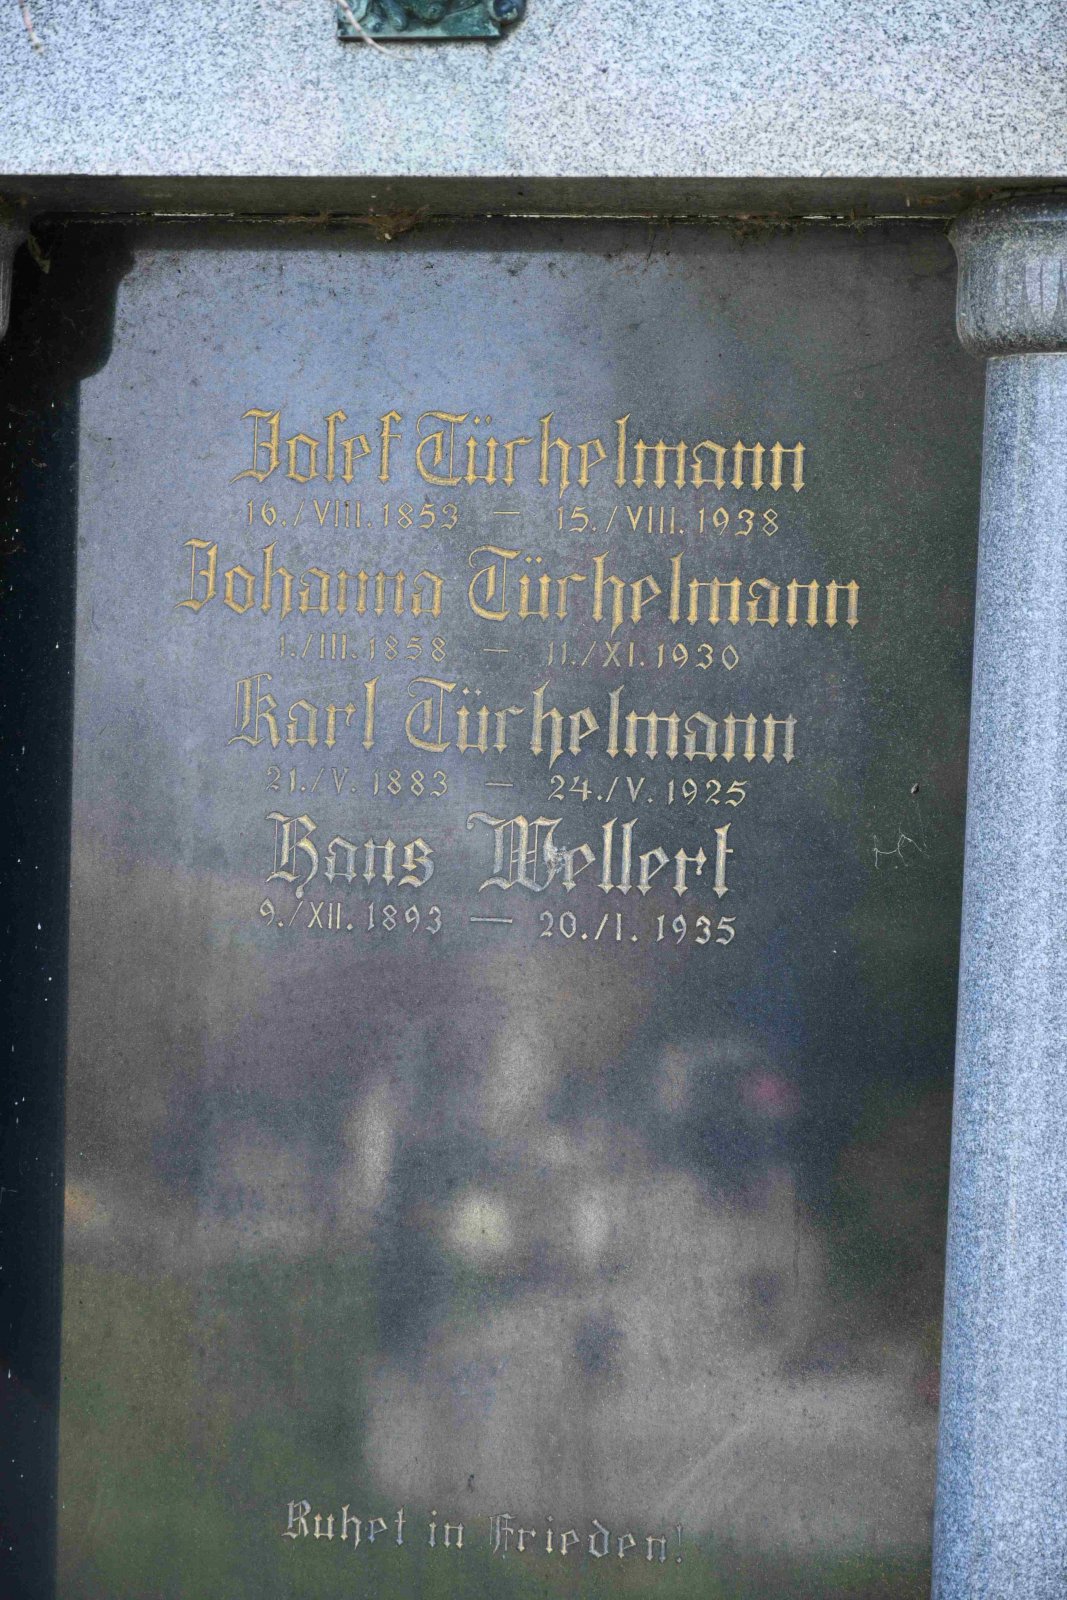 Josef Türhelmann
16./VIII. 1853 — 15./VIII. 1938
Johanna Türhelmann
1./III. 1858 — 11./XI. 1930
Karl Türhelmann
21./V. 1883 — 24./V. 1925
Hans Wellert
9./XII. 1893 — 20./I. 1935
Ruhet in Frieden!